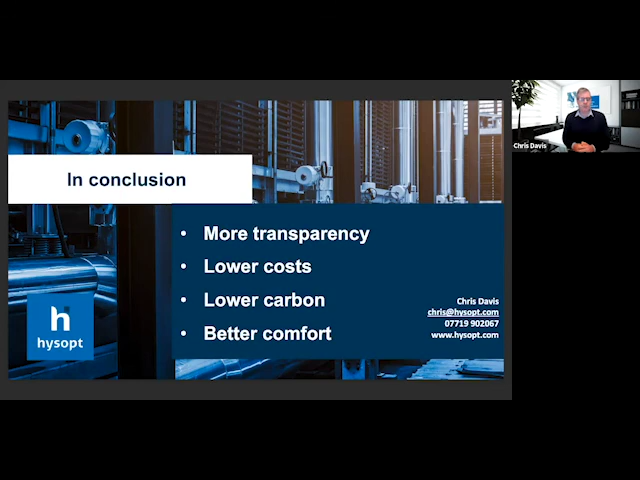 In conclusion
• More transparency
• Lower costs
• Lower carbon
• Better comfort
Chris Davis
chris@hysopt.com
07719 902067
www.hysopt.com
hysopt
Chris Davis